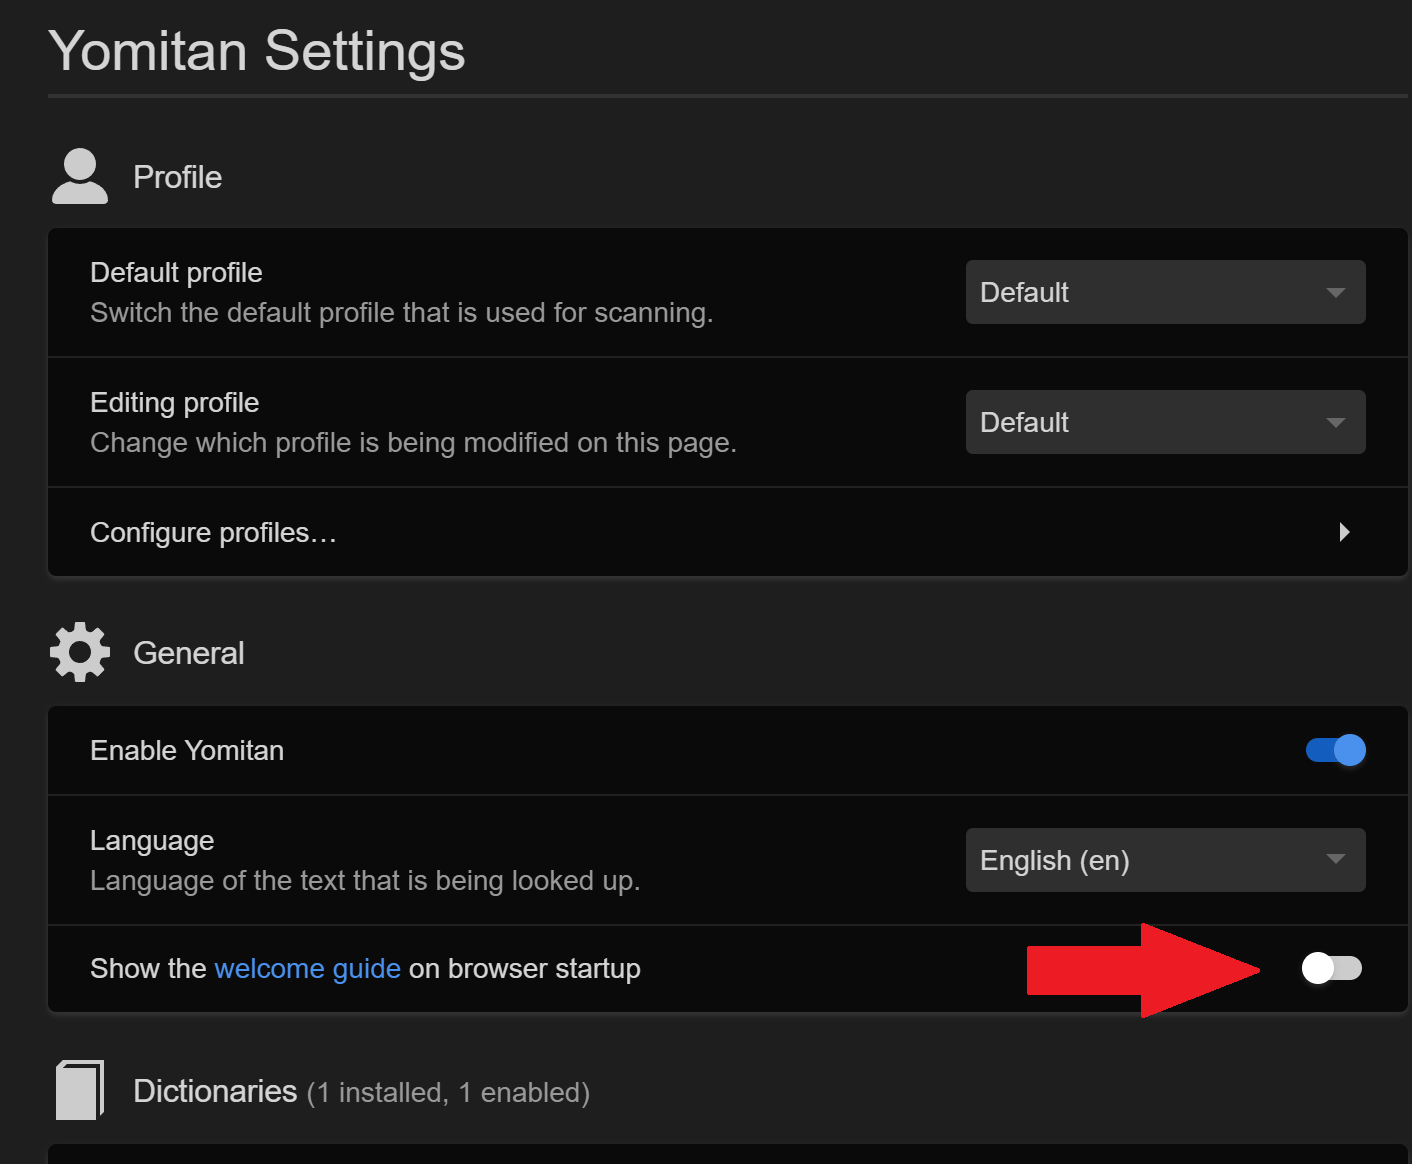 Yomitan Settings
Profile
Default profile
Switch the default profile that is used for scanning.
Default
Editing profile
Change which profile is being modified on this page.
Default
Configure profiles…
General
Enable Yomitan
Language
Language of the text that is being looked up.
English (en)
Show the welcome guide on browser startup
Dictionaries (1 installed, 1 enabled)